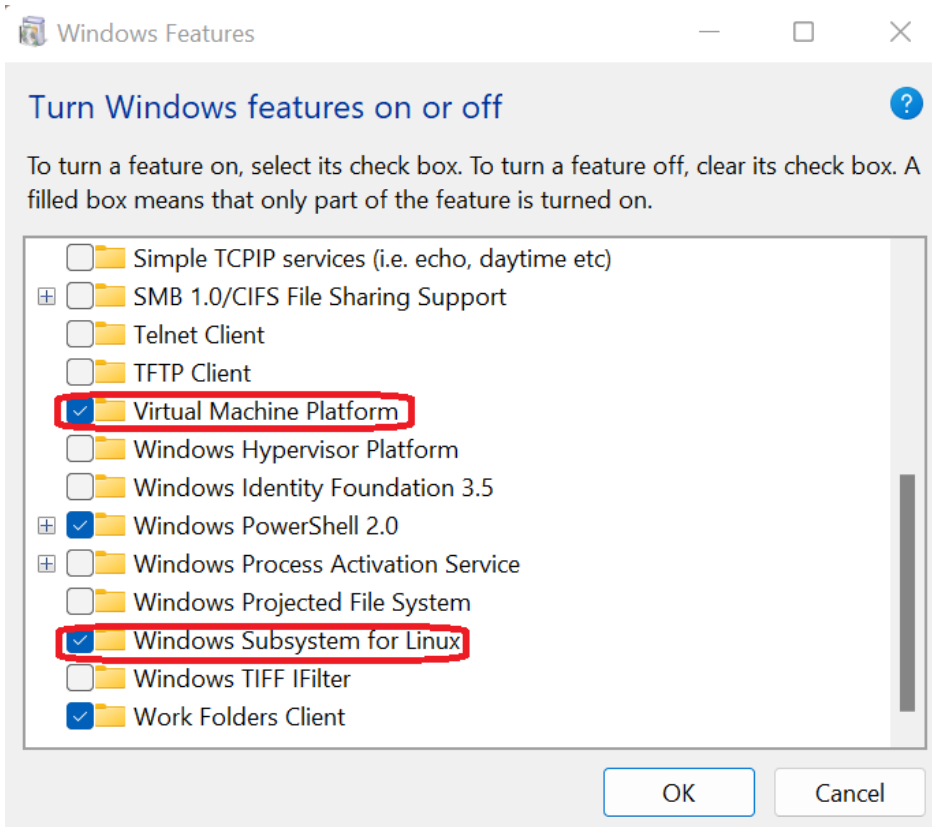 Windows Features
Turn Windows features on or off
?
To turn a feature on, select its check box. To turn a feature off, clear its check box. A
filled box means that only part of the feature is turned on.
Simple TCPIP services (i.e. echo, daytime etc)
SMB 1.0/CIFS File Sharing Support
Telnet Client
TFTP Client
Virtual Machine Platform
Windows Hypervisor Platform
Windows Identity Foundation 3.5
Windows PowerShell 2.0
Windows Process Activation Service
Windows Projected File System
Windows Subsystem for Linux
Windows TIFF IFilter
Work Folders Client
OK Cancel